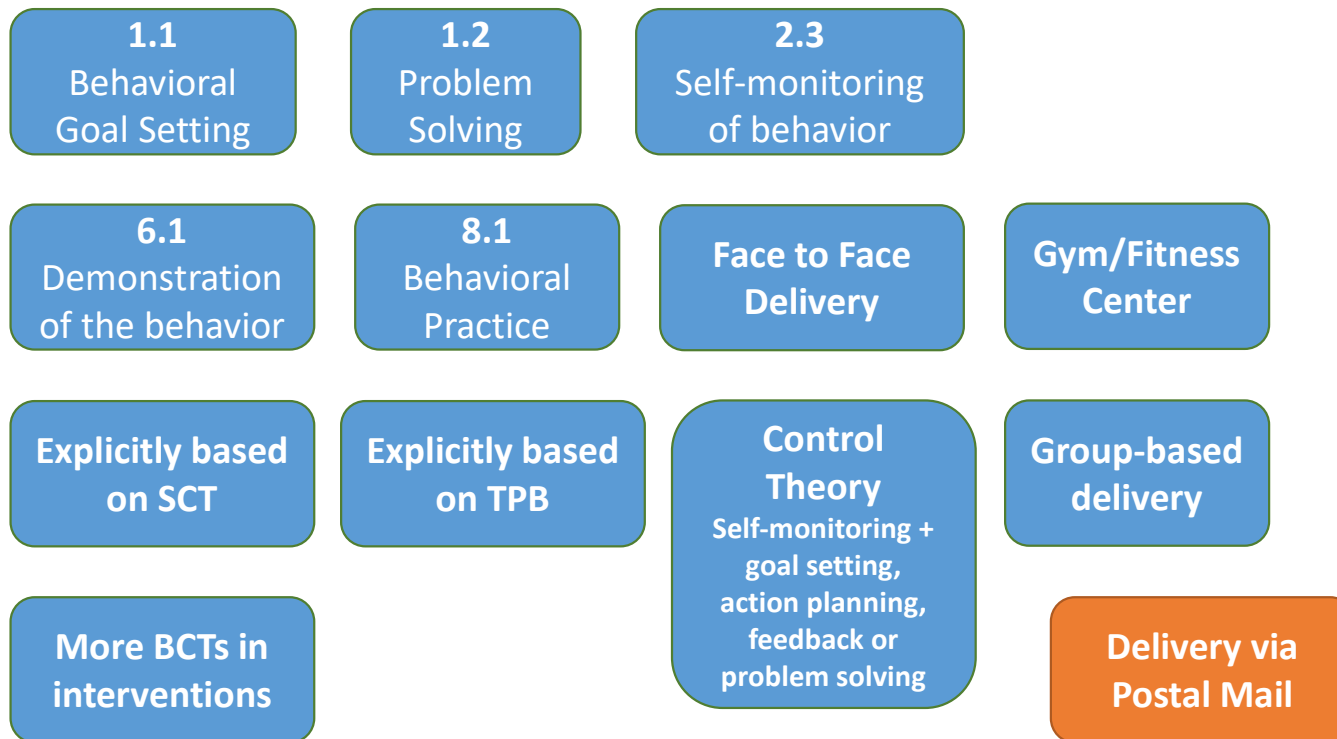 1.1
Behavioral
Goal Setting
1.2
Problem
Solving
2.3
Self-monitoring
of behavior
6.1
Demonstration
of the behavior
8.1
Behavioral
Practice
Face to Face
Delivery
Gym/Fitness
Center
Explicitly based
on SCT
Explicitly based
on TPB
Control
Theory
Self-monitoring +
goal setting,
action planning,
feedback or
problem solving
Group-based
delivery
More BCTs in
interventions
Delivery via
Postal Mail